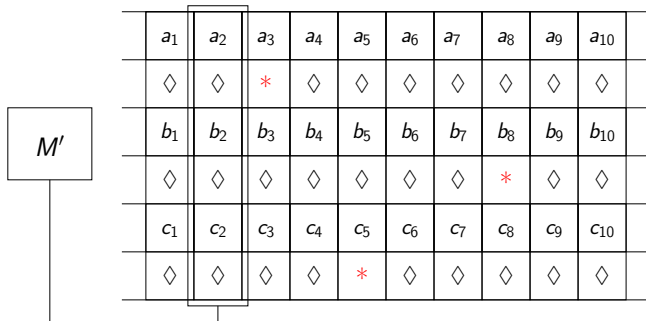 a₁ a₂ a₃ a₄ a₅ a₆ a₇ a₈ a₉ a₁₀
◊ ◊ * ◊ ◊ ◊ ◊ ◊ ◊ ◊
M′
b₁ b₂ b₃ b₄ b₅ b₆ b₇ b₈ b₉ b₁₀
◊ ◊ ◊ ◊ ◊ ◊ ◊ * ◊ ◊
c₁ c₂ c₃ c₄ c₅ c₆ c₇ c₈ c₉ c₁₀
◊ ◊ ◊ ◊ * ◊ ◊ ◊ ◊ ◊